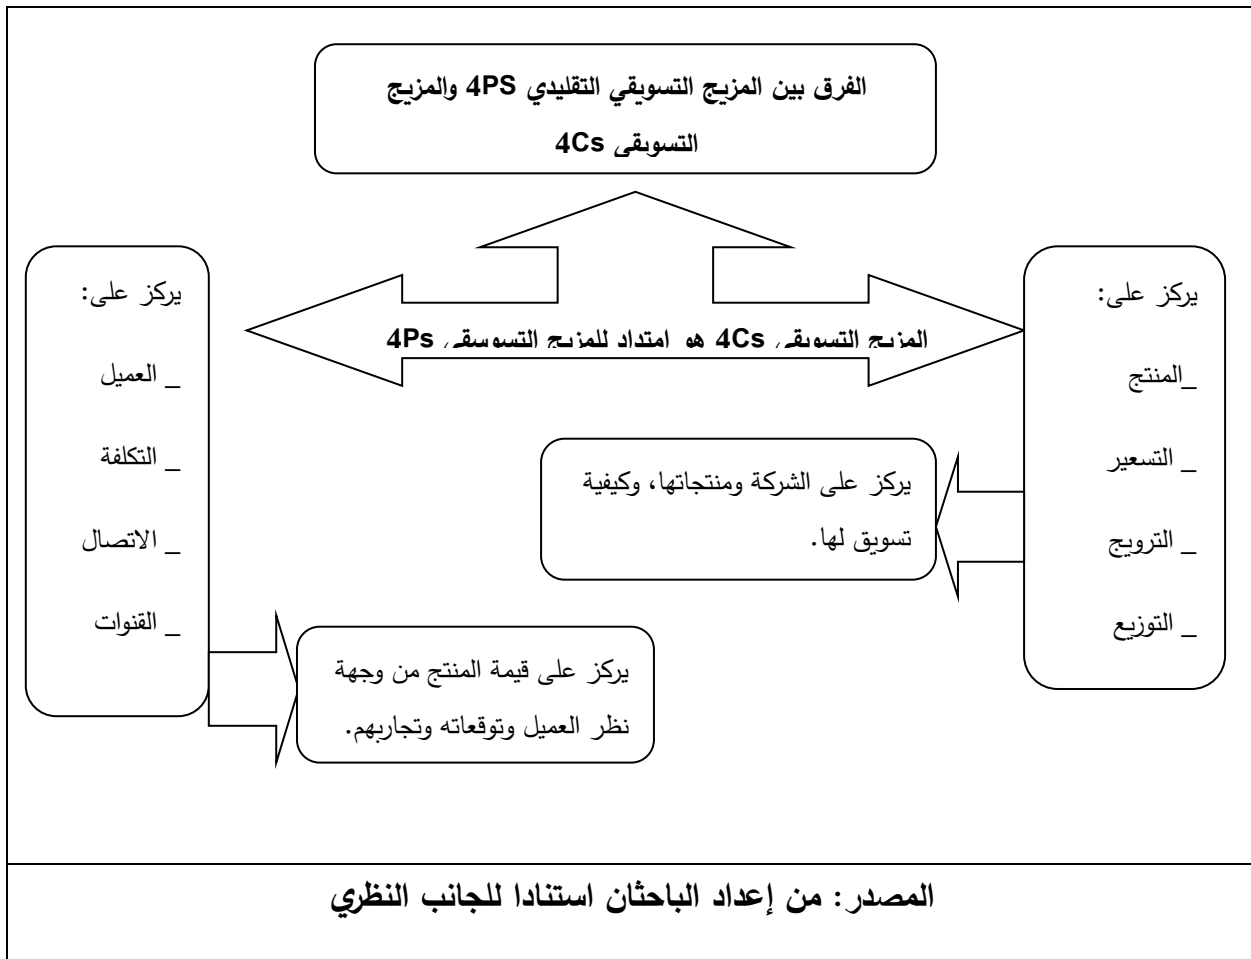 الفرق بين المزيج التسويقي التقليدي 4PS والمزيج
التسويقي 4Cs
المزيج التسويقي 4Cs هو امتداد للمزيج التسوسقي 4Ps
يركز على:
_المنتج
_ التسعير
_ الترويج
_ التوزيع
يركز على الشركة ومنتجاتها، وكيفية
تسويق لها.
يركز على:
_ العميل
_ التكلفة
_ الاتصال
_ القنوات
يركز على قيمة المنتج من وجهة
نظر العميل وتوقعاته وتجاربهم.
المصدر: من إعداد الباحثان استنادا للجانب النظري